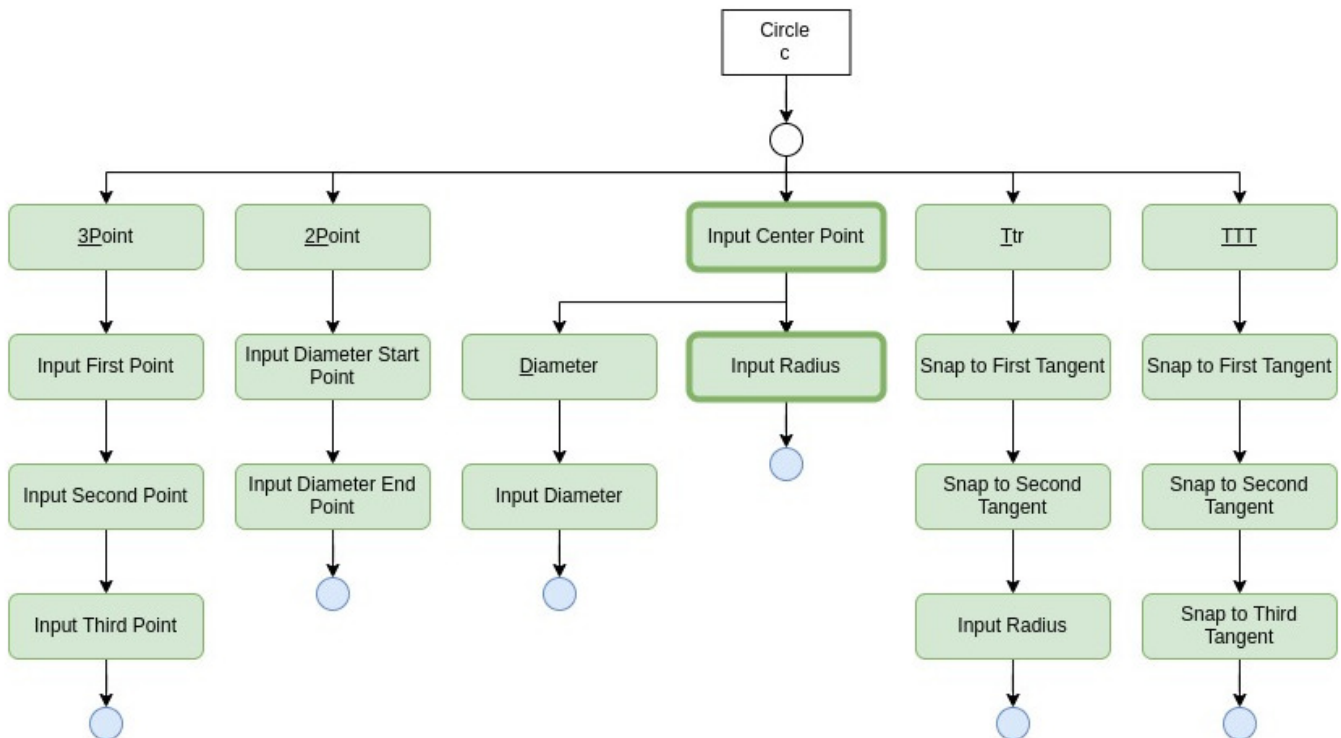 Circle
c
3Point
2Point
Input Center Point
Ttr
TTT
Input First Point
Input Diameter Start
Point
Diameter
Input Radius
Snap to First Tangent
Snap to First Tangent
Input Second Point
Input Diameter End
Point
Input Diameter
Snap to Second
Tangent
Snap to Second
Tangent
Input Third Point
Input Radius
Snap to Third
Tangent